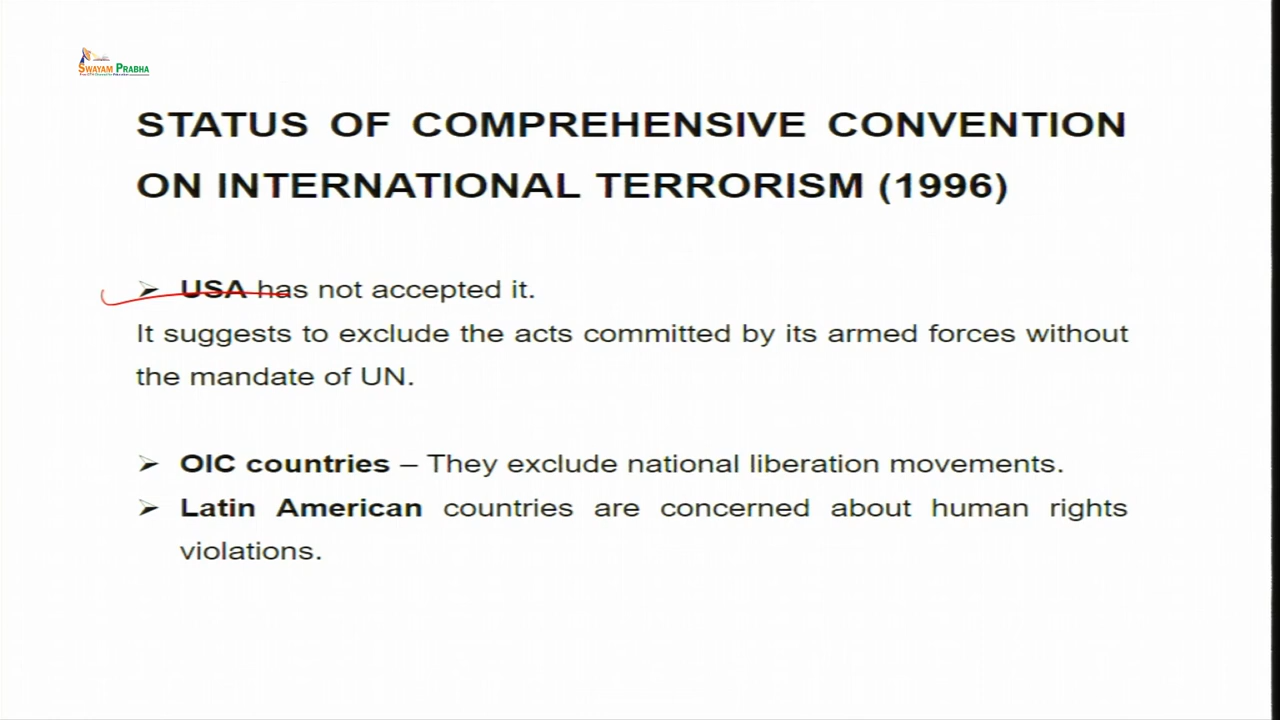 SWAYAM PRABHA
STATUS OF COMPREHENSIVE CONVENTION
ON INTERNATIONAL TERRORISM (1996)
➢ USA has not accepted it.
It suggests to exclude the acts committed by its armed forces without
the mandate of UN.
➢ OIC countries – They exclude national liberation movements.
➢ Latin American countries are concerned about human rights
violations.